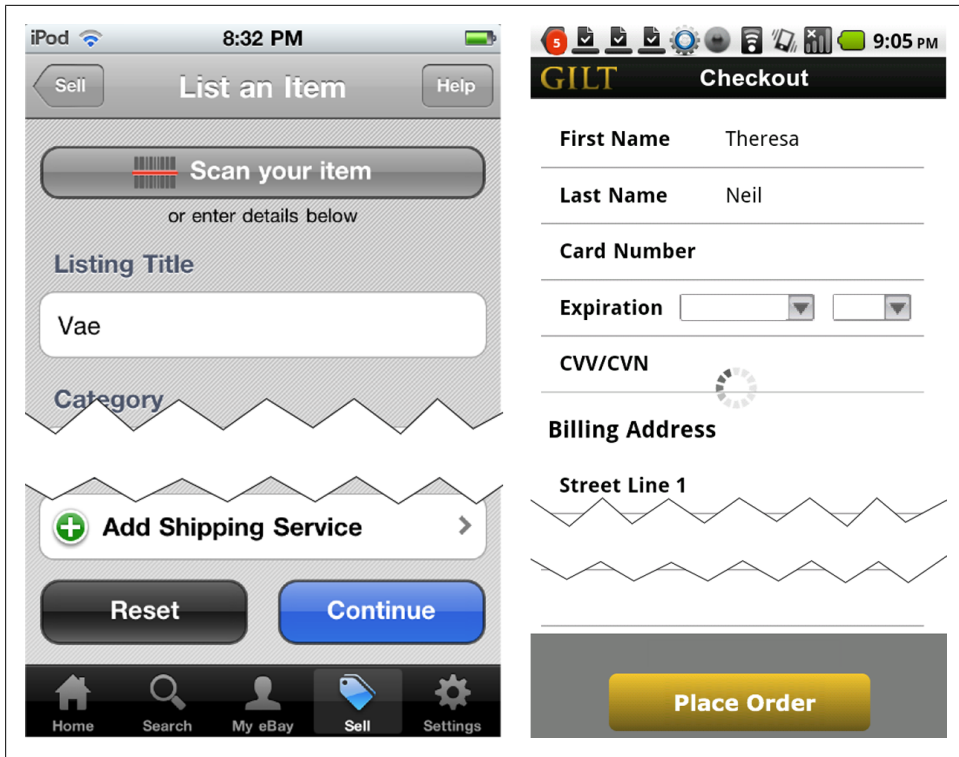 iPod 8:32 PM
Sell List an Item Help
Scan your item
or enter details below
Listing Title
Vae
Category
Add Shipping Service
Reset Continue
Home Search My eBay Sell Settings
5 9:05 PM
GILT Checkout
First Name Theresa
Last Name Neil
Card Number
Expiration
CVV/CVN
Billing Address
Street Line 1
Place Order